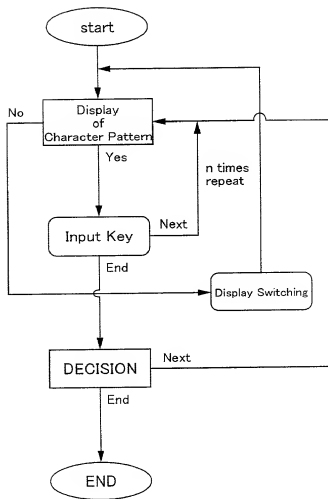 start
No
Display
of
Character Pattern
Yes
n times
repeat
Input Key
Next
End
Display Switching
DECISION
Next
End
END